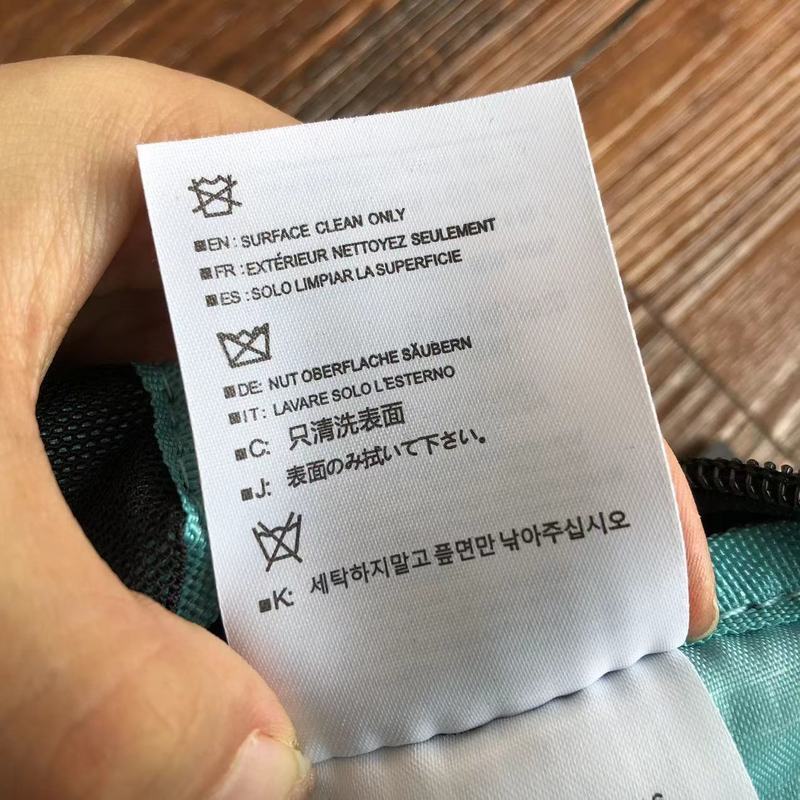 EN: SURFACE CLEAN ONLY
FR: EXTÉRIEUR NETTOYEZ SEULEMENT
ES: SOLO LIMPIAR LA SUPERFICIE
DE: NUT OBERFLACHE SÄUBERN
IT: LAVARE SOLO L'ESTERNO
C: 只清洗表面
J: 表面のみ拭いて下さい。
K: 세탁하지말고 픞면만 낚아주십시오